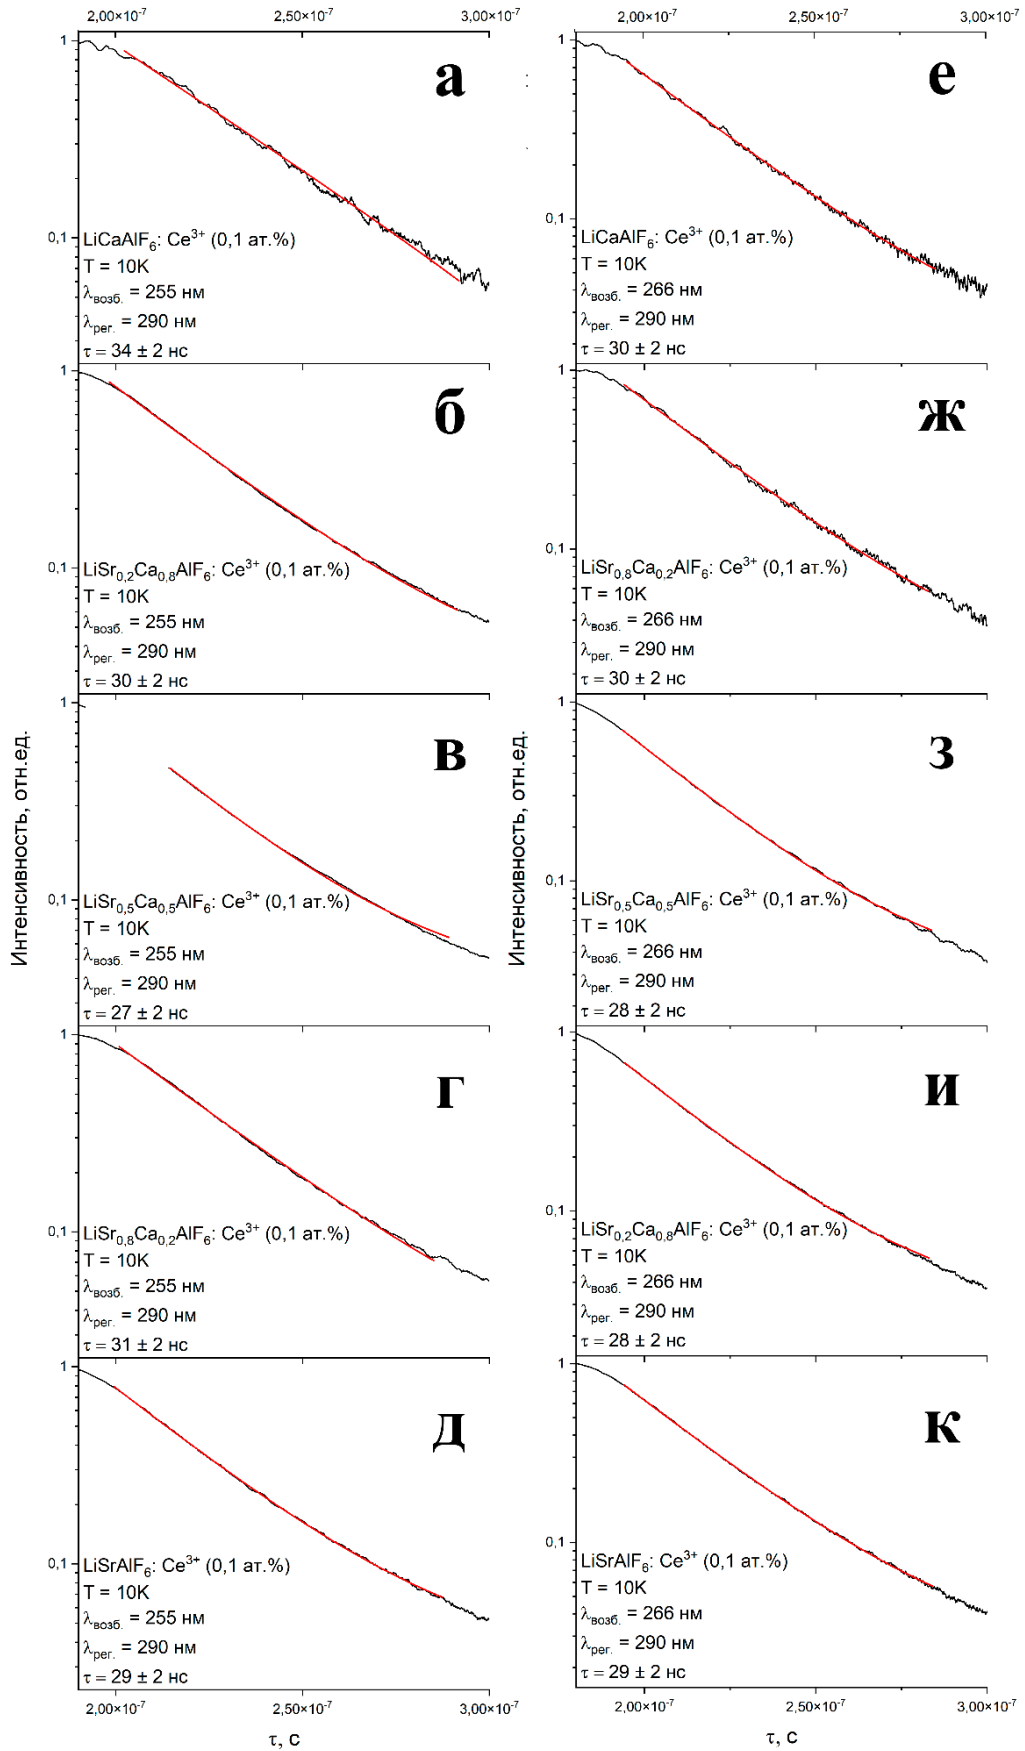 2,00×10⁻⁷ 2,50×10⁻⁷ 3,00×10⁻⁷
2,00×10⁻⁷ 2,50×10⁻⁷ 3,00×10⁻⁷
Интенсивность, отн.ед.
1
а
0,1
LiCaAlF₆: Ce³⁺ (0,1 ат.%)
T = 10K
λвозб. = 255 нм
λрег. = 290 нм
τ = 34 ± 2 нс
1
б
0,1
LiSr₀,₂Ca₀,₈AlF₆: Ce³⁺ (0,1 ат.%)
T = 10K
λвозб. = 255 нм
λрег. = 290 нм
τ = 30 ± 2 нс
1
в
0,1
LiSr₀,₅Ca₀,₅AlF₆: Ce³⁺ (0,1 ат.%)
T = 10K
λвозб. = 255 нм
λрег. = 290 нм
τ = 27 ± 2 нс
1
г
0,1
LiSr₀,₈Ca₀,₂AlF₆: Ce³⁺ (0,1 ат.%)
T = 10K
λвозб. = 255 нм
λрег. = 290 нм
τ = 31 ± 2 нс
1
д
0,1
LiSrAlF₆: Ce³⁺ (0,1 ат.%)
T = 10K
λвозб. = 255 нм
λрег. = 290 нм
τ = 29 ± 2 нс
2,00×10⁻⁷ 2,50×10⁻⁷ 3,00×10⁻⁷
τ, с
Интенсивность, отн.ед.
1
е
0,1
LiCaAlF₆: Ce³⁺ (0,1 ат.%)
T = 10K
λвозб. = 266 нм
λрег. = 290 нм
τ = 30 ± 2 нс
1
ж
0,1
LiSr₀,₈Ca₀,₂AlF₆: Ce³⁺ (0,1 ат.%)
T = 10K
λвозб. = 266 нм
λрег. = 290 нм
τ = 30 ± 2 нс
1
з
0,1
LiSr₀,₅Ca₀,₅AlF₆: Ce³⁺ (0,1 ат.%)
T = 10K
λвозб. = 266 нм
λрег. = 290 нм
τ = 28 ± 2 нс
1
и
0,1
LiSr₀,₂Ca₀,₈AlF₆: Ce³⁺ (0,1 ат.%)
T = 10K
λвозб. = 266 нм
λрег. = 290 нм
τ = 28 ± 2 нс
1
к
0,1
LiSrAlF₆: Ce³⁺ (0,1 ат.%)
T = 10K
λвозб. = 266 нм
λрег. = 290 нм
τ = 29 ± 2 нс
2,00×10⁻⁷ 2,50×10⁻⁷ 3,00×10⁻⁷
τ, с